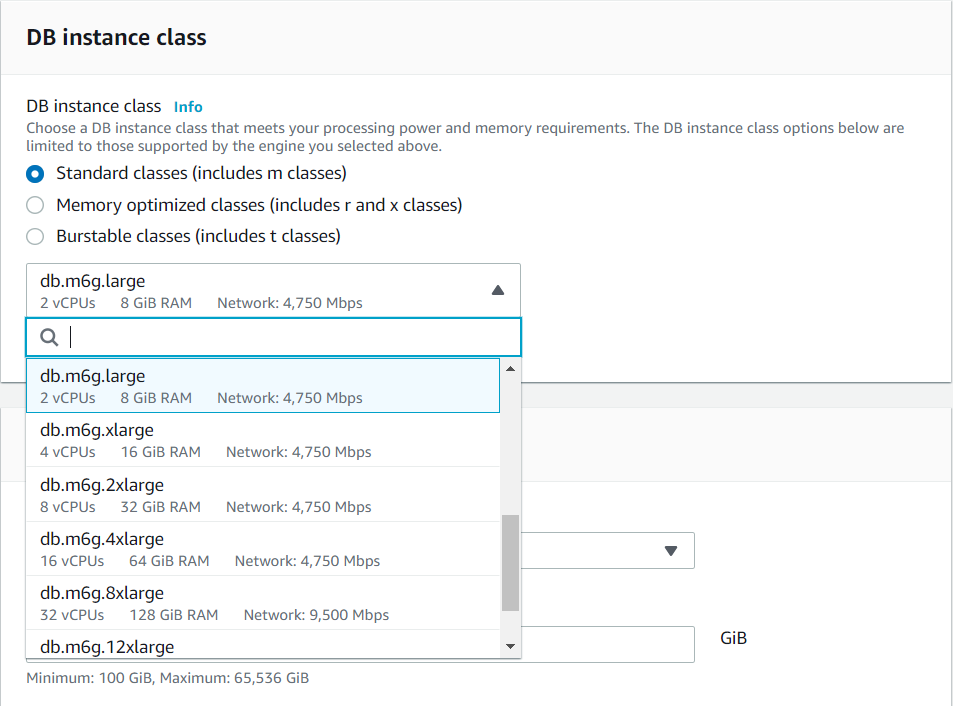 DB instance class
DB instance class Info
Choose a DB instance class that meets your processing power and memory requirements. The DB instance class options below are
limited to those supported by the engine you selected above.
Standard classes (includes m classes)
Memory optimized classes (includes r and x classes)
Burstable classes (includes t classes)
db.m6g.large
2 vCPUs 8 GiB RAM Network: 4,750 Mbps
db.m6g.large
2 vCPUs 8 GiB RAM Network: 4,750 Mbps
db.m6g.xlarge
4 vCPUs 16 GiB RAM Network: 4,750 Mbps
db.m6g.2xlarge
8 vCPUs 32 GiB RAM Network: 4,750 Mbps
db.m6g.4xlarge
16 vCPUs 64 GiB RAM Network: 4,750 Mbps
db.m6g.8xlarge
32 vCPUs 128 GiB RAM Network: 9,500 Mbps
db.m6g.12xlarge
GiB
Minimum: 100 GiB, Maximum: 65,536 GiB